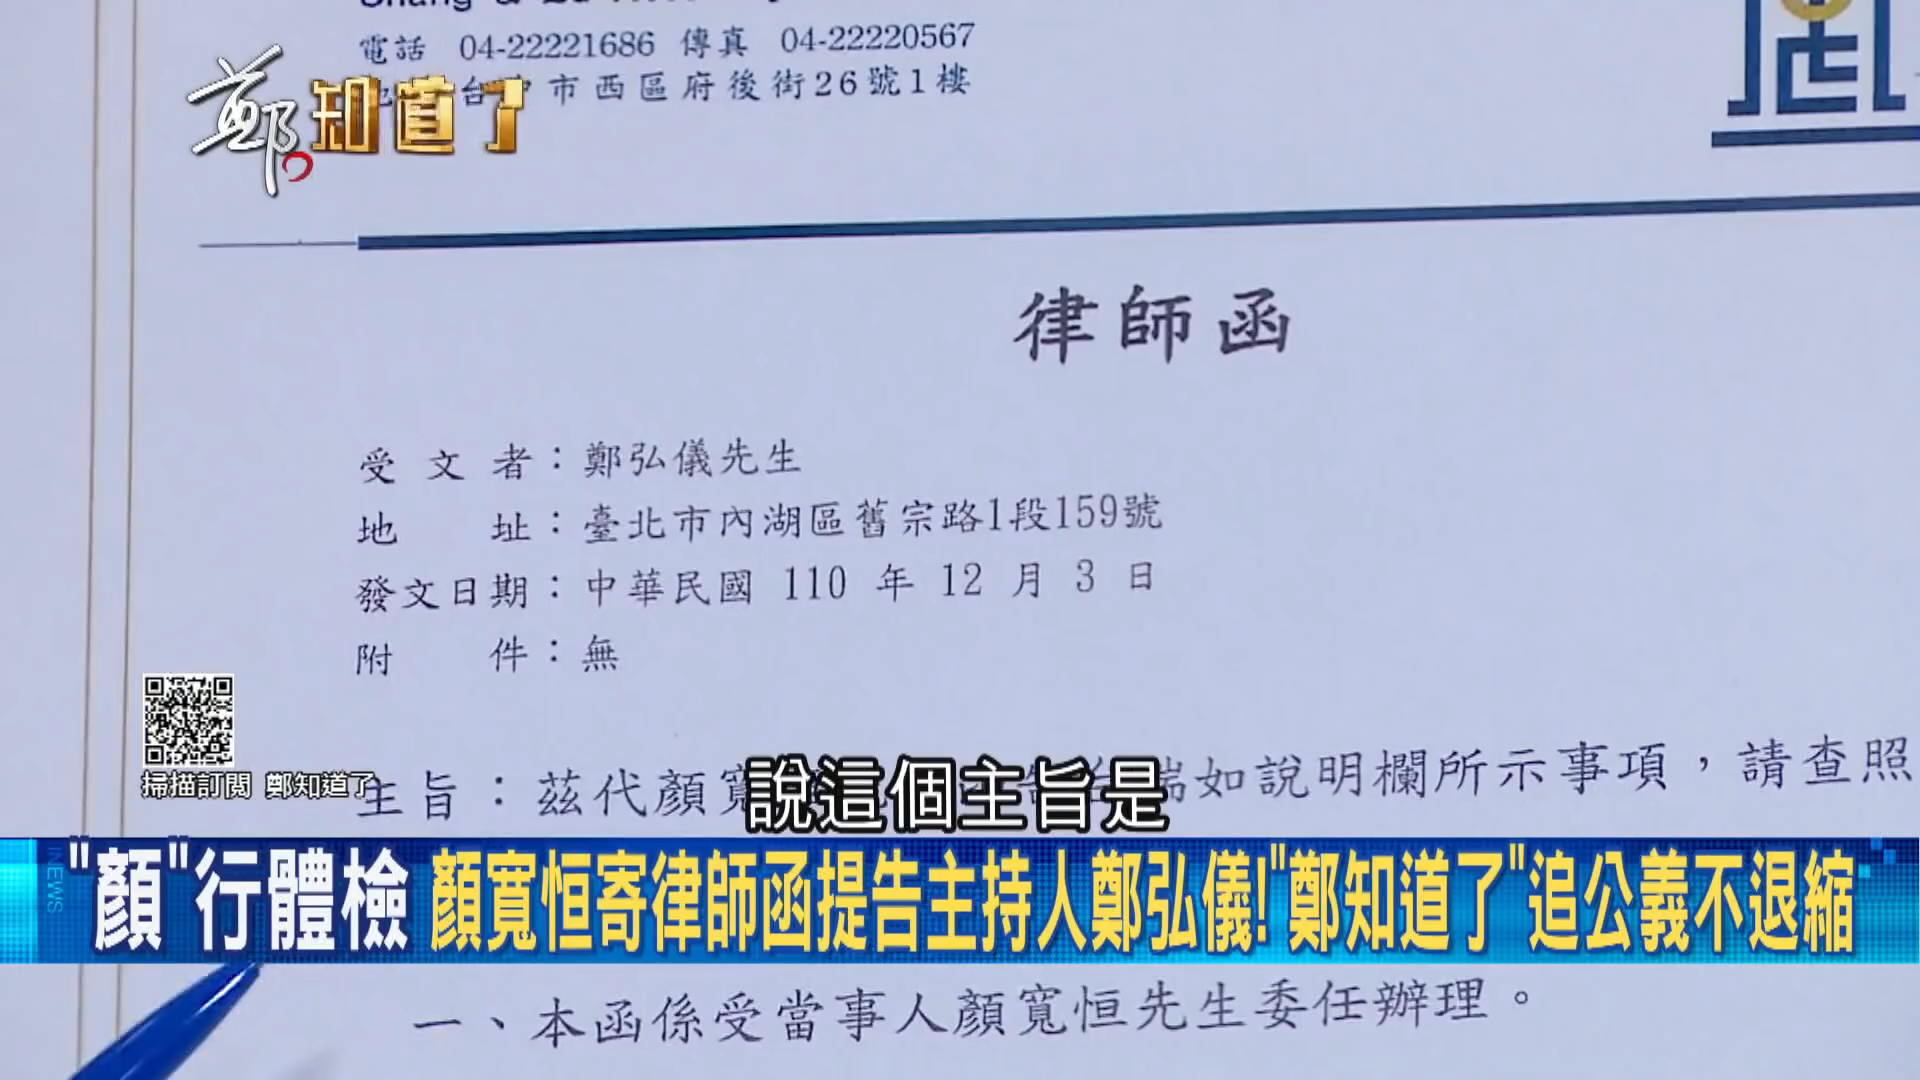 電話 04-22221686 傳真 04-22220567
台中市西區府後街26號1樓
鄭知道了
律師函
受文者：鄭弘儀先生
地址：臺北市內湖區舊宗路1段159號
發文日期：中華民國 110 年 12 月 3 日
附件：無
掃描訂閱 鄭知道了
主旨：茲代顏寬 如說明欄所示事項，請查照
說這個主旨是
INEWS
"顏"行體檢 顏寬恒寄律師函提告主持人鄭弘儀!"鄭知道了"追公義不退縮
一、本函係受當事人顏寬恒先生委任辦理。